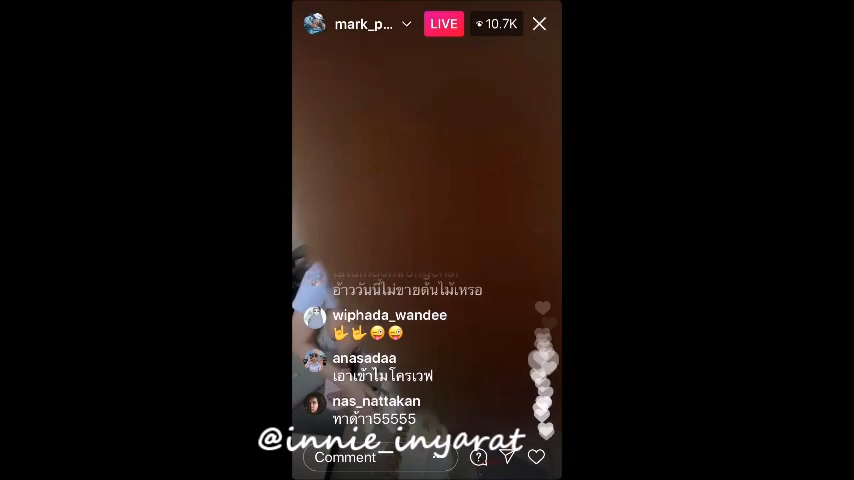 mark_p...
LIVE
10.7K
อ้าววันนี้ไม่ขายต้นไม้เหรอ
wiphada_wandee
🤟🤟😜😜
anasadaa
เอาเข้าไมโครเวฟ
nas_nattakan
ทาต้าา55555
@innie_inyarat
Comment